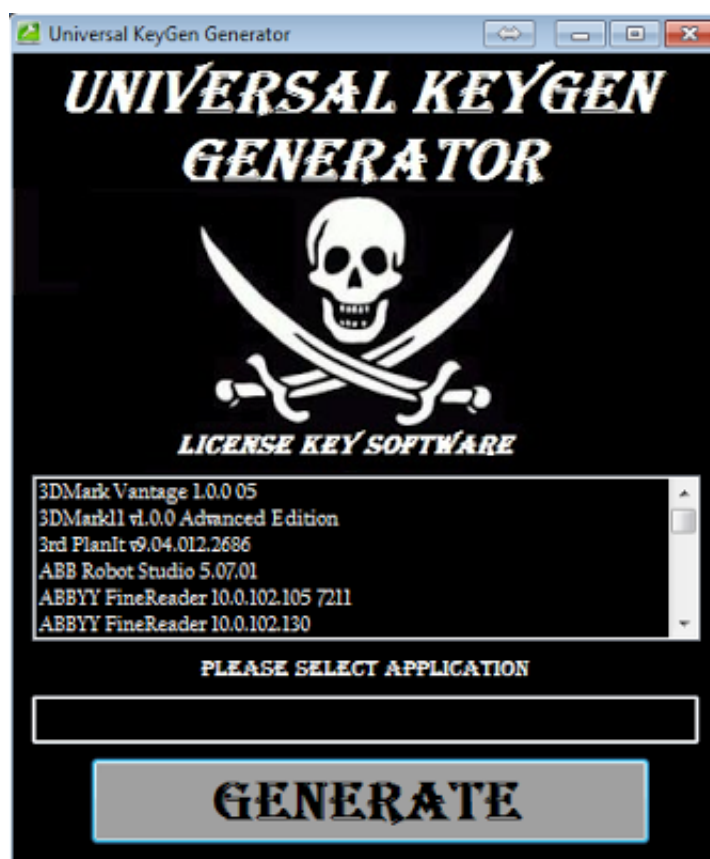 Universal KeyGen Generator
UNIVERSAL KEYGEN
GENERATOR
LICENSE KEY SOFTWARE
3DMark Vantage 1.0.0 05
3DMark11 v1.0.0 Advanced Edition
3rd PlanIt v9.04.012.2686
ABB Robot Studio 5.07.01
ABBYY FineReader 10.0.102.105 7211
ABBYY FineReader 10.0.102.130
PLEASE SELECT APPLICATION
GENERATE